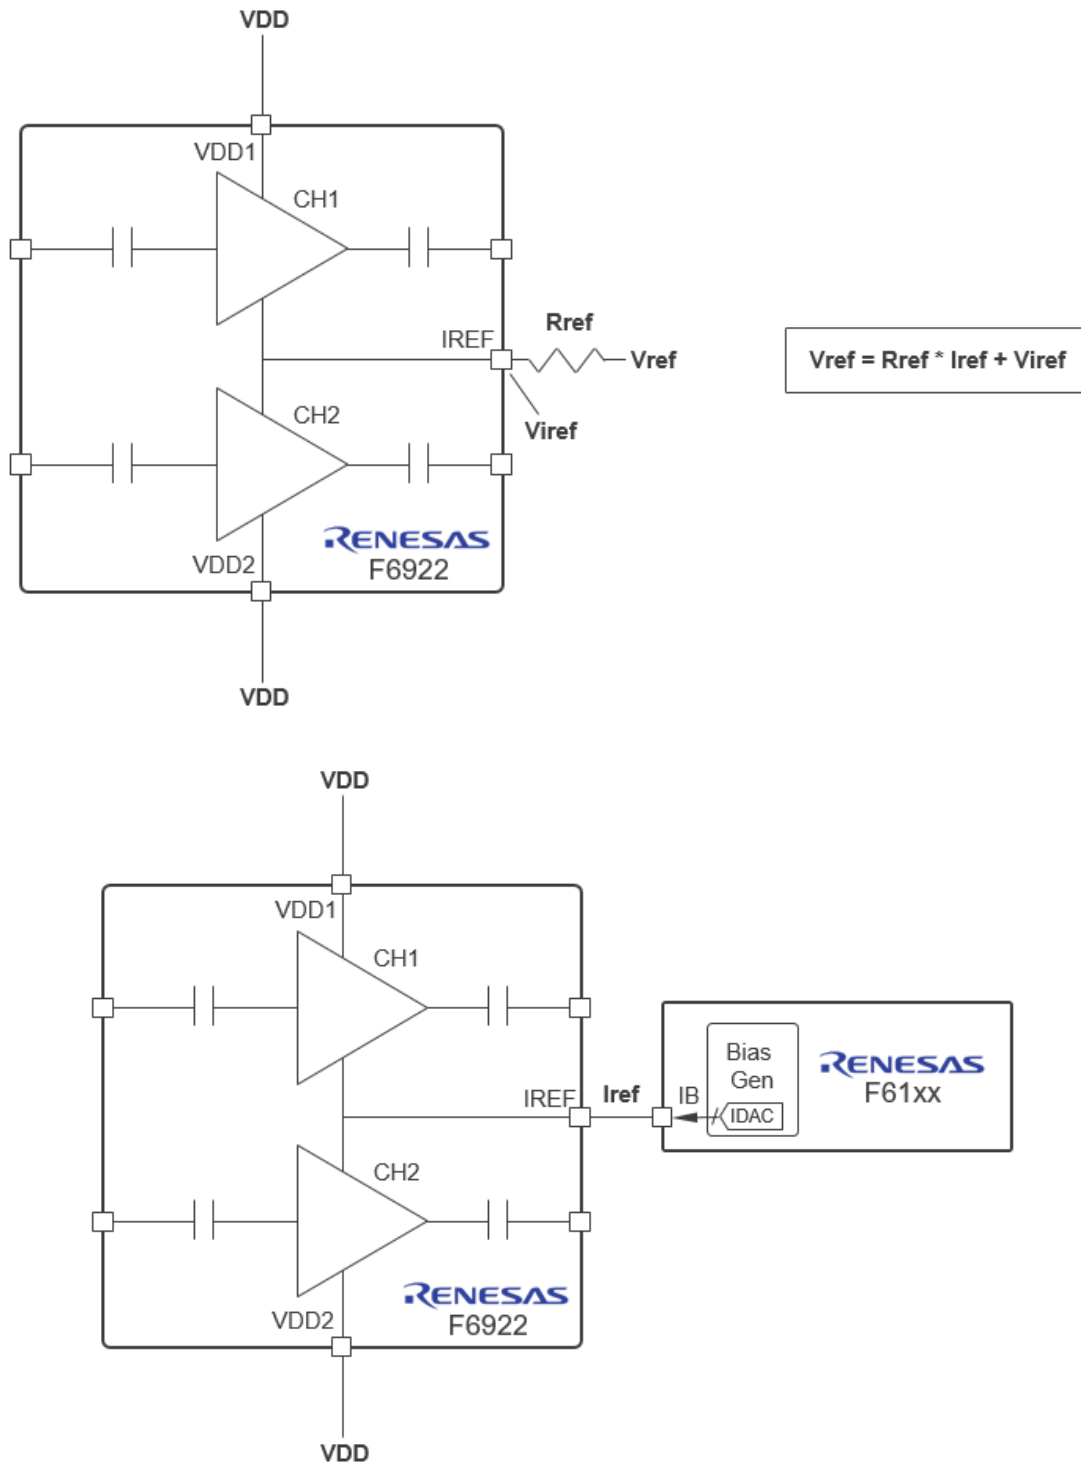 VDD
VDD1
CH1
IREF
Rref
Vref
Viref
Vref = Rref * Iref + Viref
CH2
RENESAS
F6922
VDD2
VDD
VDD
VDD1
CH1
IREF
Iref
IB
Bias
Gen
IDAC
RENESAS
F61xx
CH2
RENESAS
F6922
VDD2
VDD